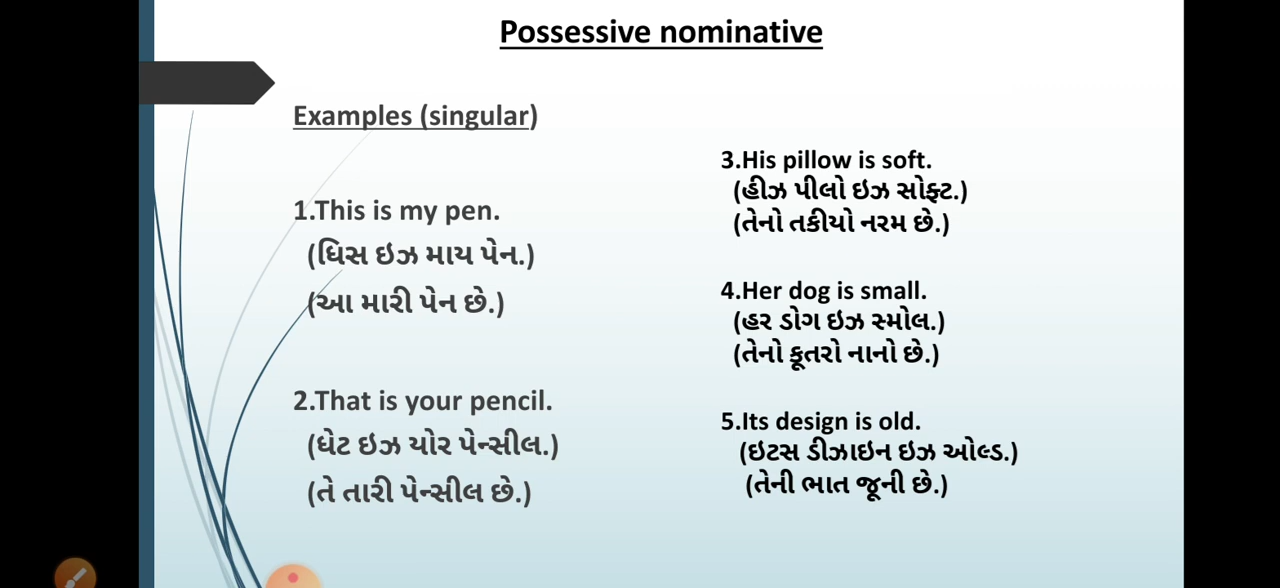 Possessive nominative
Examples (singular)
1.This is my pen.
(ધિસ ઇઝ માય પેન.)
(આ મારી પેન છે.)
2.That is your pencil.
(ધેટ ઇઝ યોર પેન્સીલ.)
(તે તારી પેન્સીલ છે.)
3.His pillow is soft.
(હીઝ પીલો ઇઝ સોફ્ટ.)
(તેનો તકીયો નરમ છે.)
4.Her dog is small.
(હર ડોગ ઇઝ સ્મોલ.)
(તેનો કૂતરો નાનો છે.)
5.Its design is old.
(ઇટસ ડીઝાઇન ઇઝ ઓલ્ડ.)
(તેની ભાત જૂની છે.)